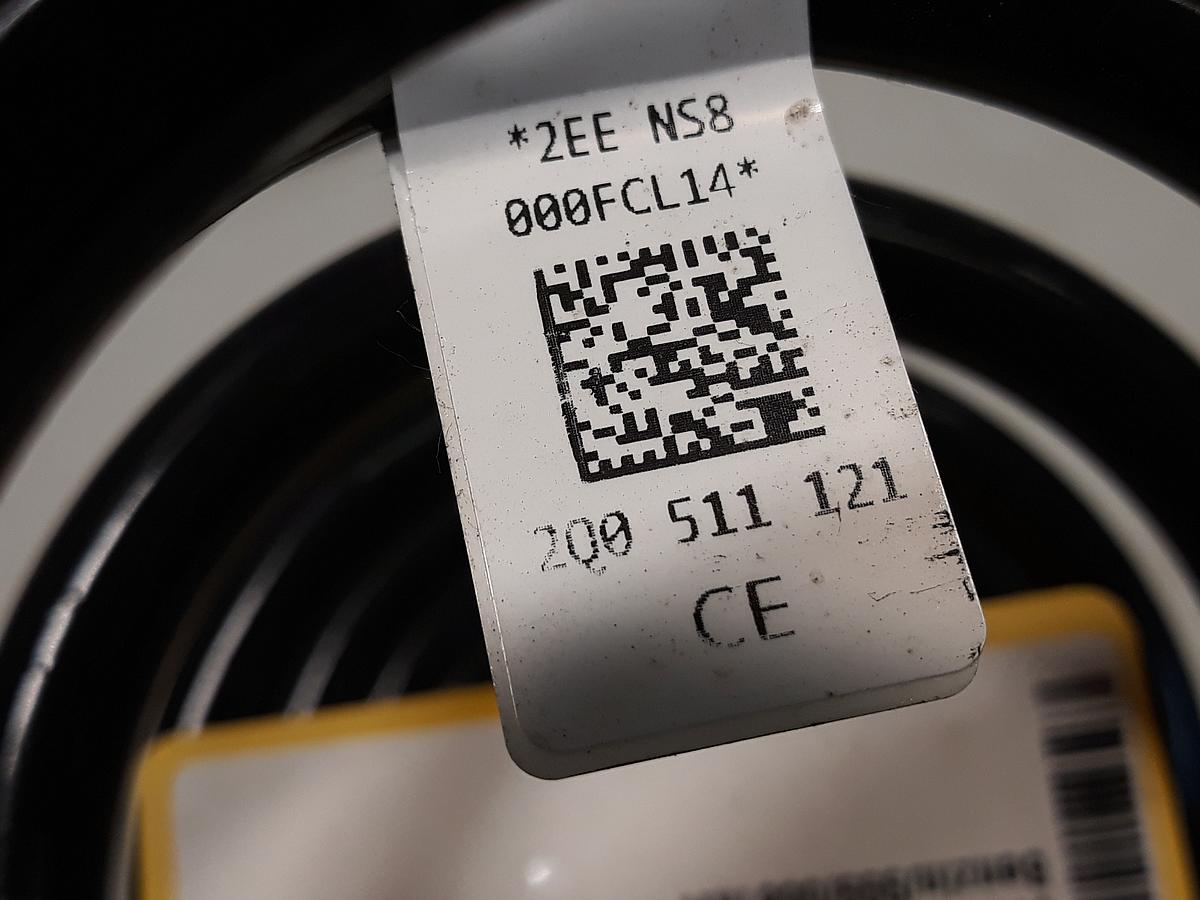 *2EE NS8
000FCL14*
2Q0 511 121
CE